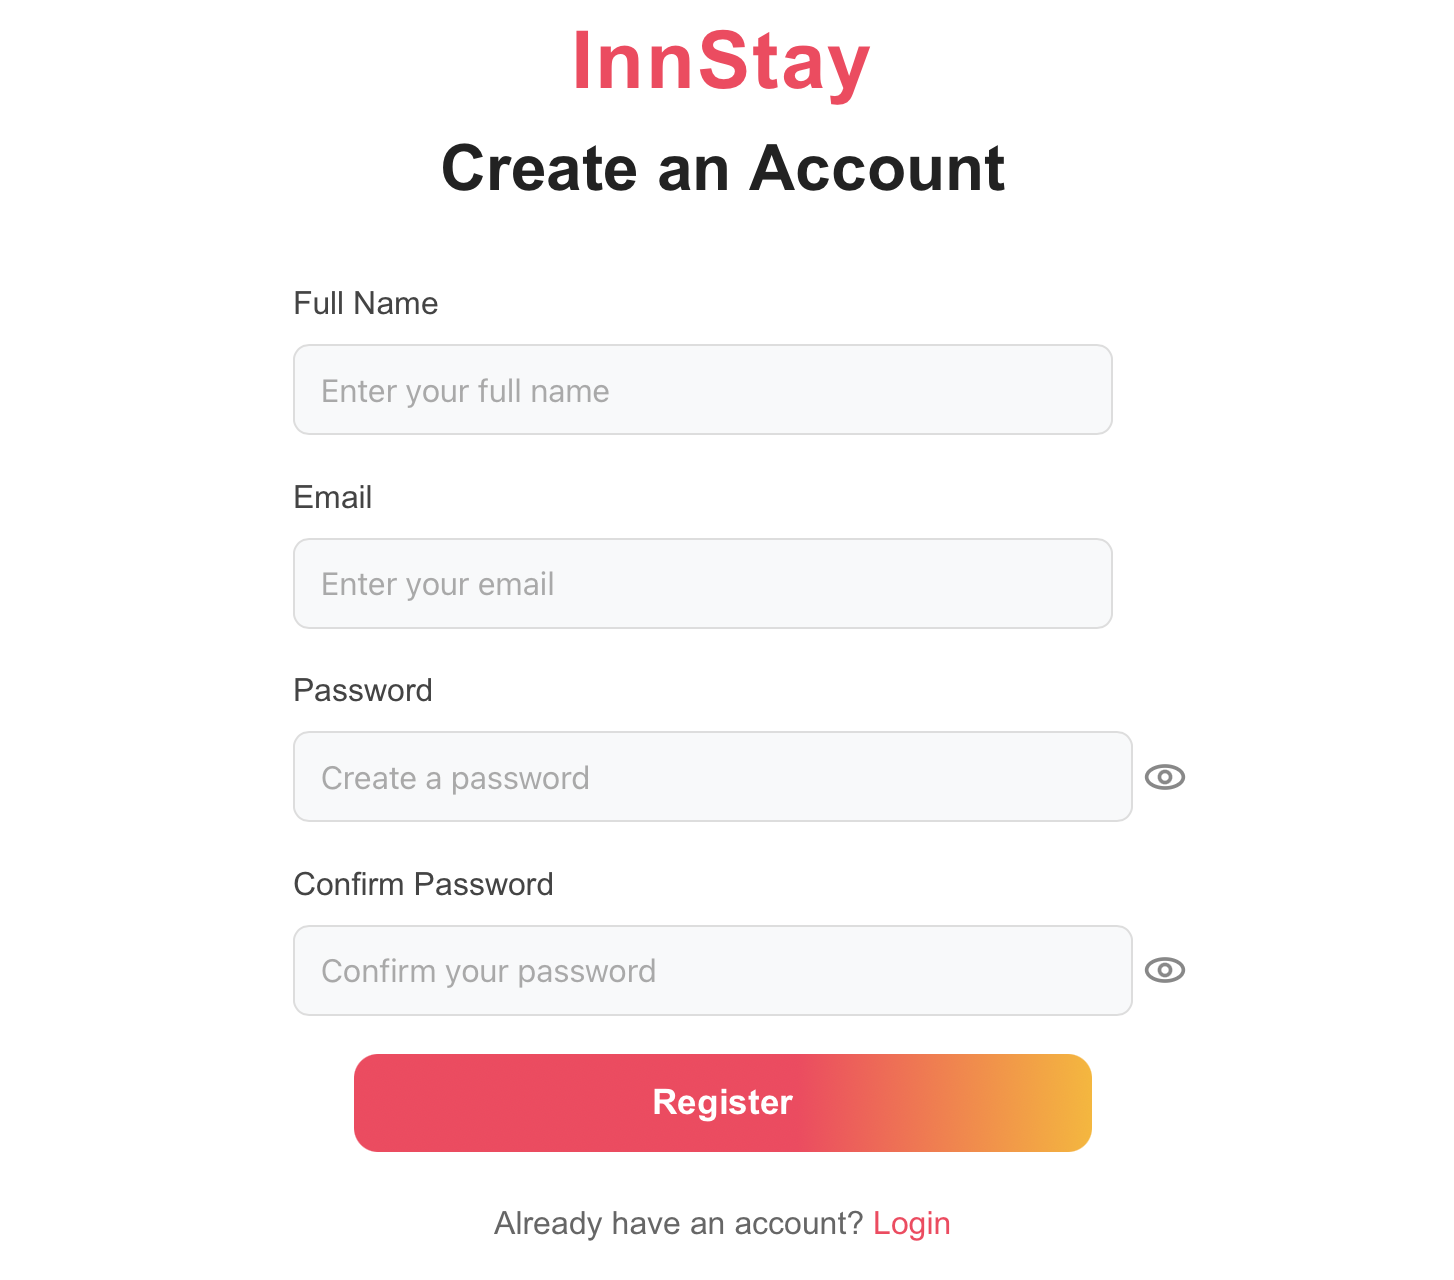 InnStay
Create an Account
Full Name
Enter your full name
Email
Enter your email
Password
Create a password
Confirm Password
Confirm your password
Register
Already have an account? Login